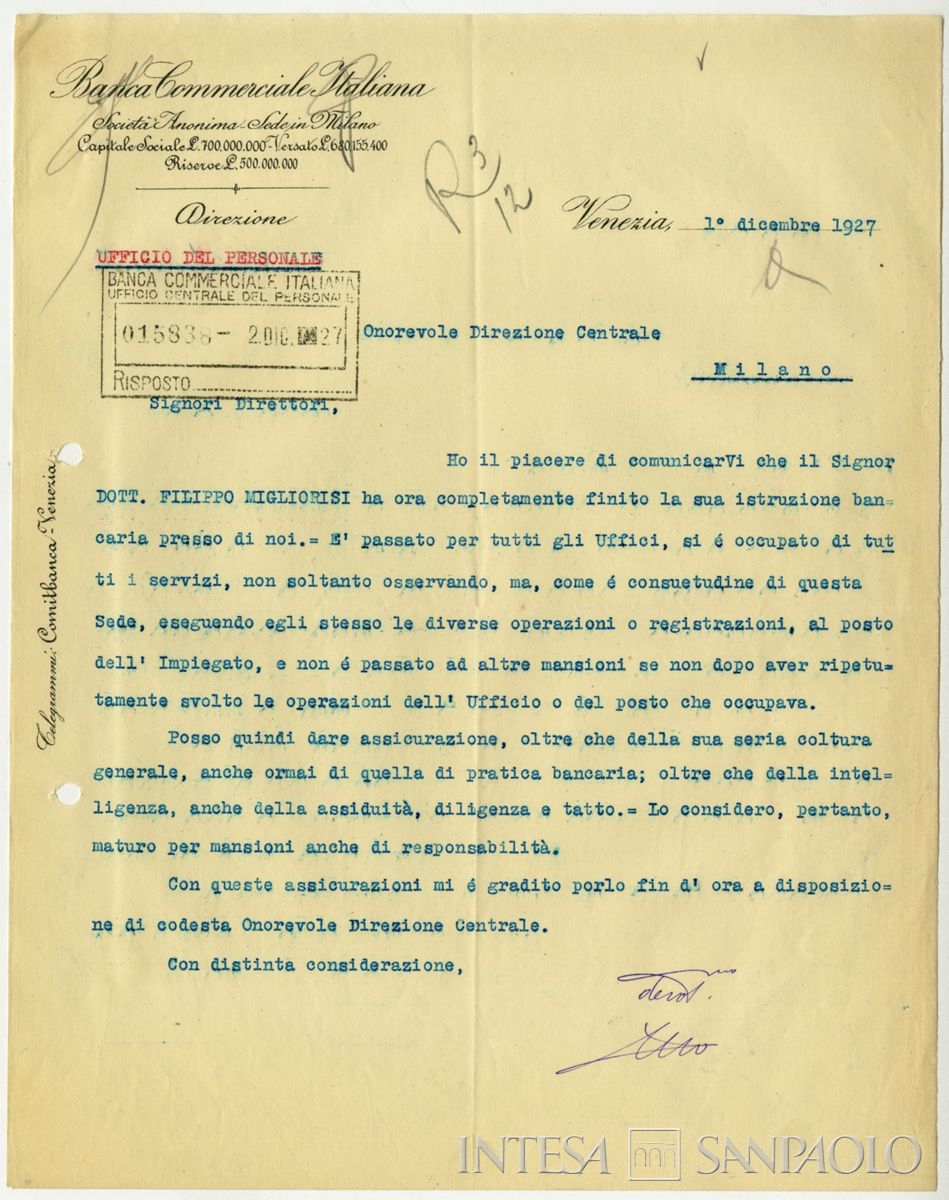 Banca Commerciale Italiana
Società Anonima - Sede in Milano
Capitale Sociale L. 700.000.000 - Versato L. 680.155.400
Riserve L. 500.000.000
Direzione
R 3/12
Venezia, 1° dicembre 1927
UFFICIO DEL PERSONALE
BANCA COMMERCIALE ITALIANA
UFFICIO CENTRALE DEL PERSONALE
015838 - 2.DIC. 27
RISPOSTO
Onorevole Direzione Centrale
Milano
Signori Direttori,
Ho il piacere di comunicarVi che il Signor
DOTT. FILIPPO MIGLIORISI ha ora completamente finito la sua istruzione ban=
caria presso di noi.= E' passato per tutti gli Uffici, si é occupato di tut
ti i servizi, non soltanto osservando, ma, come é consuetudine di questa
Sede, eseguendo egli stesso le diverse operazioni o registrazioni, al posto
dell' Impiegato, e non é passato ad altre mansioni se non dopo aver ripetu=
tamente svolto le operazioni dell' Ufficio o del posto che occupava.
Posso quindi dare assicurazione, oltre che della sua seria coltura
generale, anche ormai di quella di pratica bancaria; oltre che della intel=
ligenza, anche della assiduità, diligenza e tatto.= Lo considero, pertanto,
maturo per mansioni anche di responsabilità.
Con queste assicurazioni mi é gradito porlo fin d' ora a disposizio=
ne di codesta Onorevole Direzione Centrale.
Con distinta considerazione,
Telegrammi: Comitbanca - Venezia
INTESA SANPAOLO